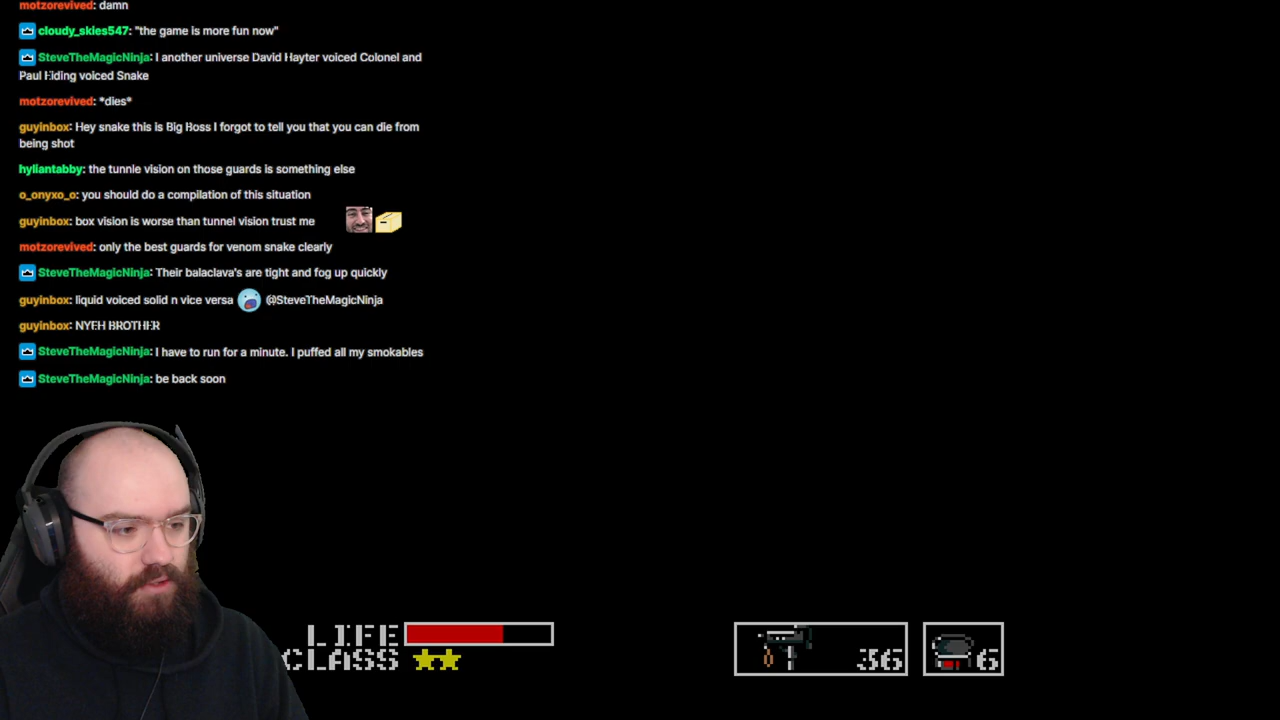 motzorevived: damn
cloudy_skies547: "the game is more fun now"
SteveTheMagicNinja: I another universe David Hayter voiced Colonel and
Paul Eiding voiced Snake
motzorevived: *dies*
guyinbox: Hey snake this is Big Boss I forgot to tell you that you can die from
being shot
hyliantabby: the tunnle vision on those guards is something else
o_onyxo_o: you should do a compilation of this situation
guyinbox: box vision is worse than tunnel vision trust me
motzorevived: only the best guards for venom snake clearly
SteveTheMagicNinja: Their balaclava's are tight and fog up quickly
guyinbox: liquid voiced solid n vice versa @SteveTheMagicNinja
guyinbox: NYEH BROTHER
SteveTheMagicNinja: I have to run for a minute. I puffed all my smokables
SteveTheMagicNinja: be back soon
LIFE
CLASS
36
6